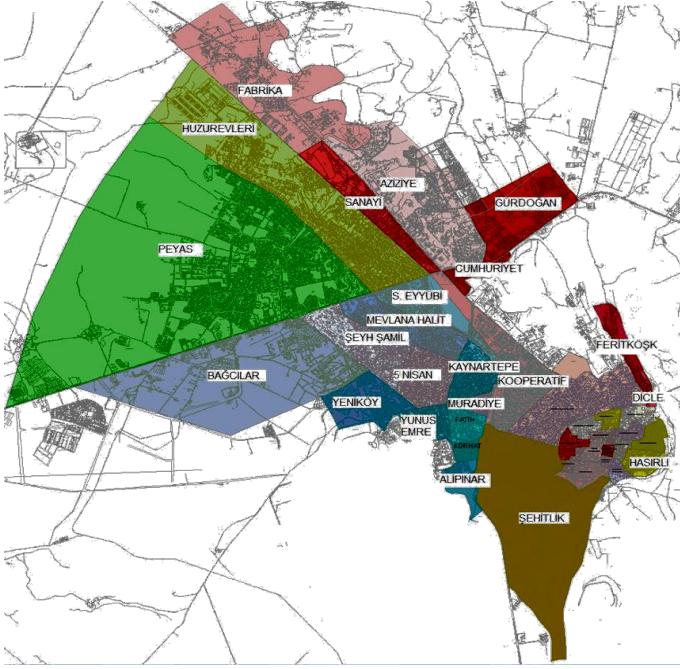 FABRİKA
HUZUREVLERİ
AZİZİYE
SANAYİ
GÜRDOĞAN
PEYAS
CUMHURİYET
S. EYYUBİ
MEVLANA HALİT
ŞEYH ŞAMİL
FERİTKÖŞK
KAYNARTEPE
BAĞCILAR
5 NİSAN
KOOPERATİF
DİCLE
YENİKÖY
MURADİYE
YUNUS
EMRE
FATİH
KORHAT
HASIRLI
ALİPINAR
ŞEHİTLİK